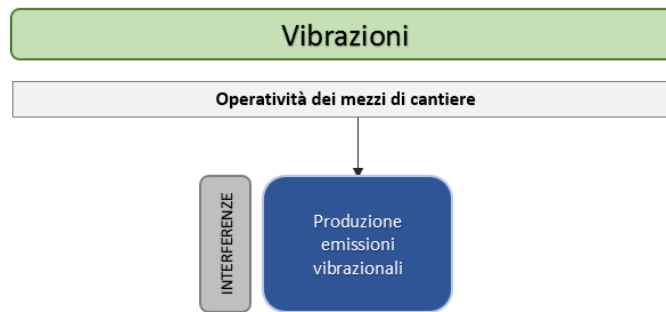 Vibrazioni
Operatività dei mezzi di cantiere
INTERFERENZE
Produzione
emissioni
vibrazionali